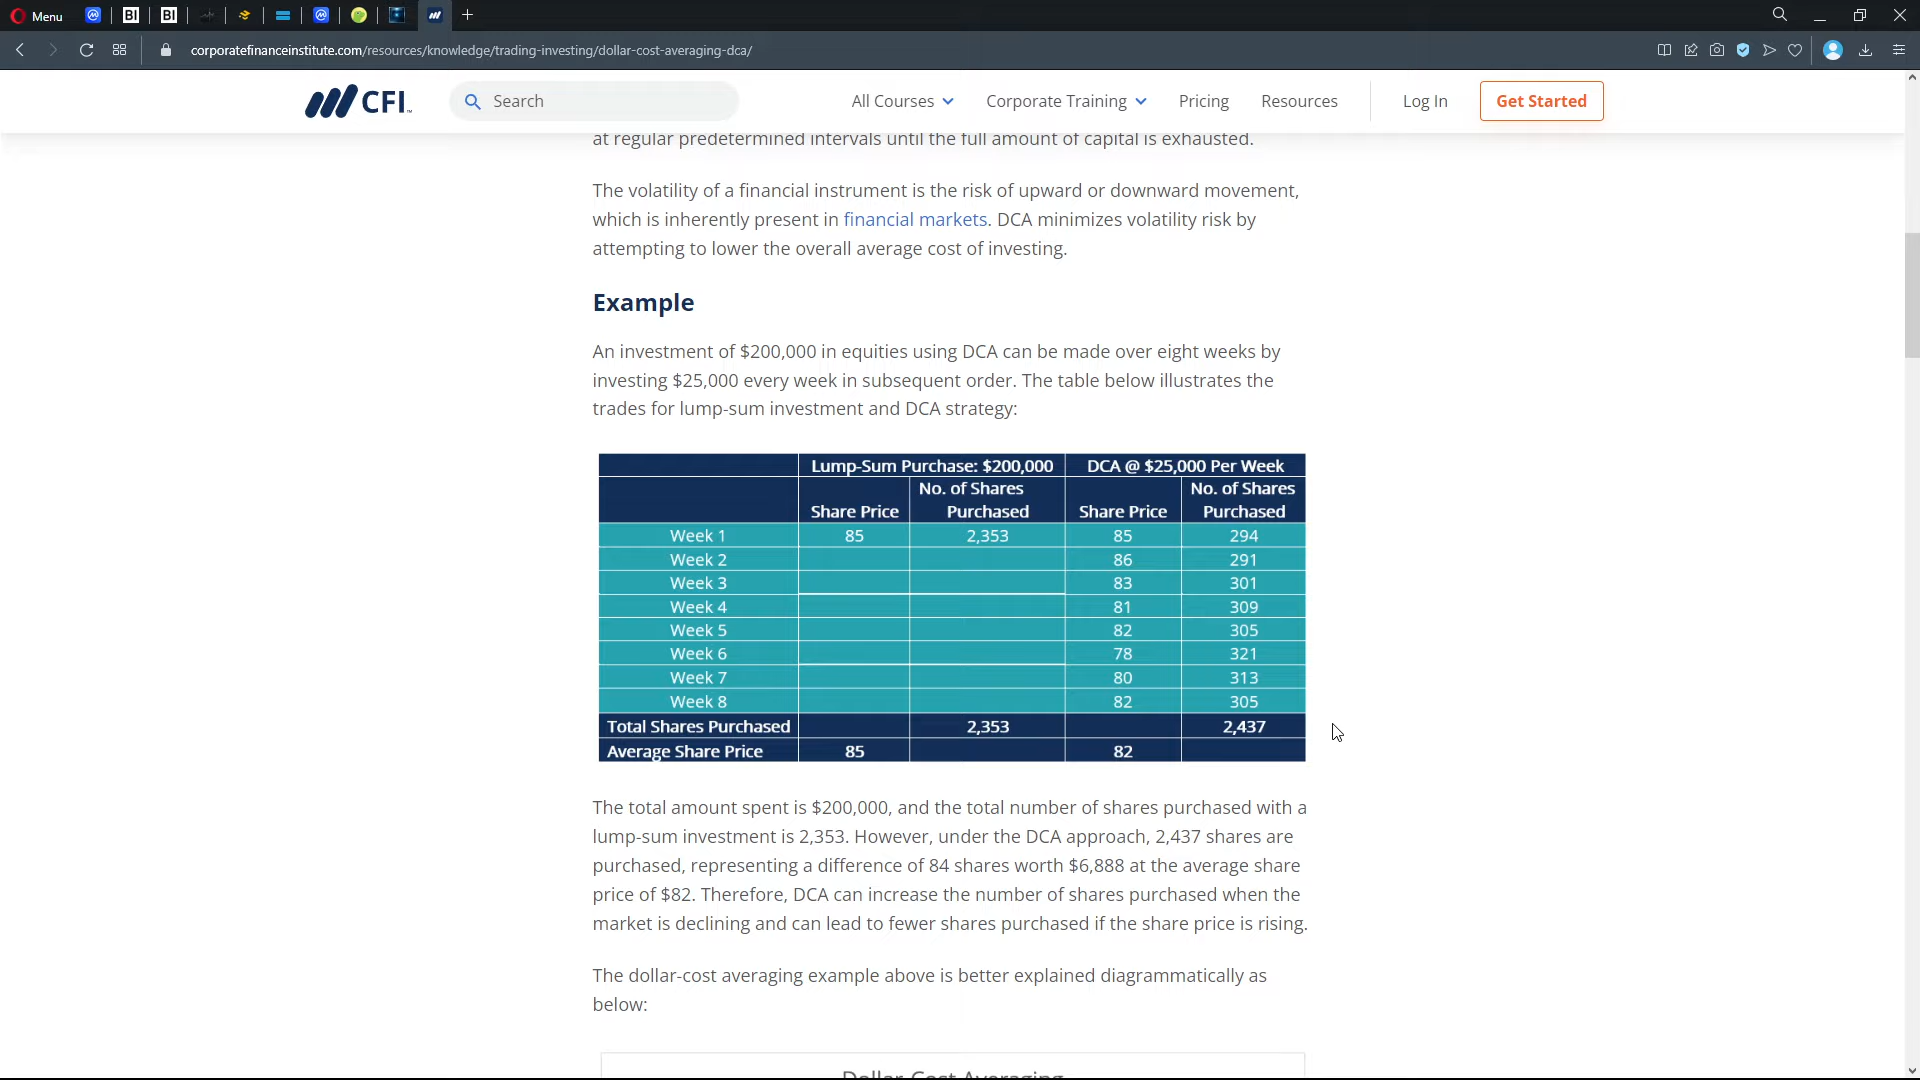 Menu
BI
BI
corporatefinanceinstitute.com/resources/knowledge/trading-investing/dollar-cost-averaging-dca/
CFI™
Search
All Courses
Corporate Training
Pricing
Resources
Log In
Get Started
at regular predetermined intervals until the full amount of capital is exhausted.
The volatility of a financial instrument is the risk of upward or downward movement,
which is inherently present in financial markets. DCA minimizes volatility risk by
attempting to lower the overall average cost of investing.
Example
An investment of $200,000 in equities using DCA can be made over eight weeks by
investing $25,000 every week in subsequent order. The table below illustrates the
trades for lump-sum investment and DCA strategy:
Lump-Sum Purchase: $200,000 DCA @ $25,000 Per Week
No. of Shares No. of Shares
Share Price Purchased Share Price Purchased
Week 1 85 2,353 85 294
Week 2 86 291
Week 3 83 301
Week 4 81 309
Week 5 82 305
Week 6 78 321
Week 7 80 313
Week 8 82 305
Total Shares Purchased 2,353 2,437
Average Share Price 85 82
The total amount spent is $200,000, and the total number of shares purchased with a
lump-sum investment is 2,353. However, under the DCA approach, 2,437 shares are
purchased, representing a difference of 84 shares worth $6,888 at the average share
price of $82. Therefore, DCA can increase the number of shares purchased when the
market is declining and can lead to fewer shares purchased if the share price is rising.
The dollar-cost averaging example above is better explained diagrammatically as
below:
Dollar-Cost Averaging